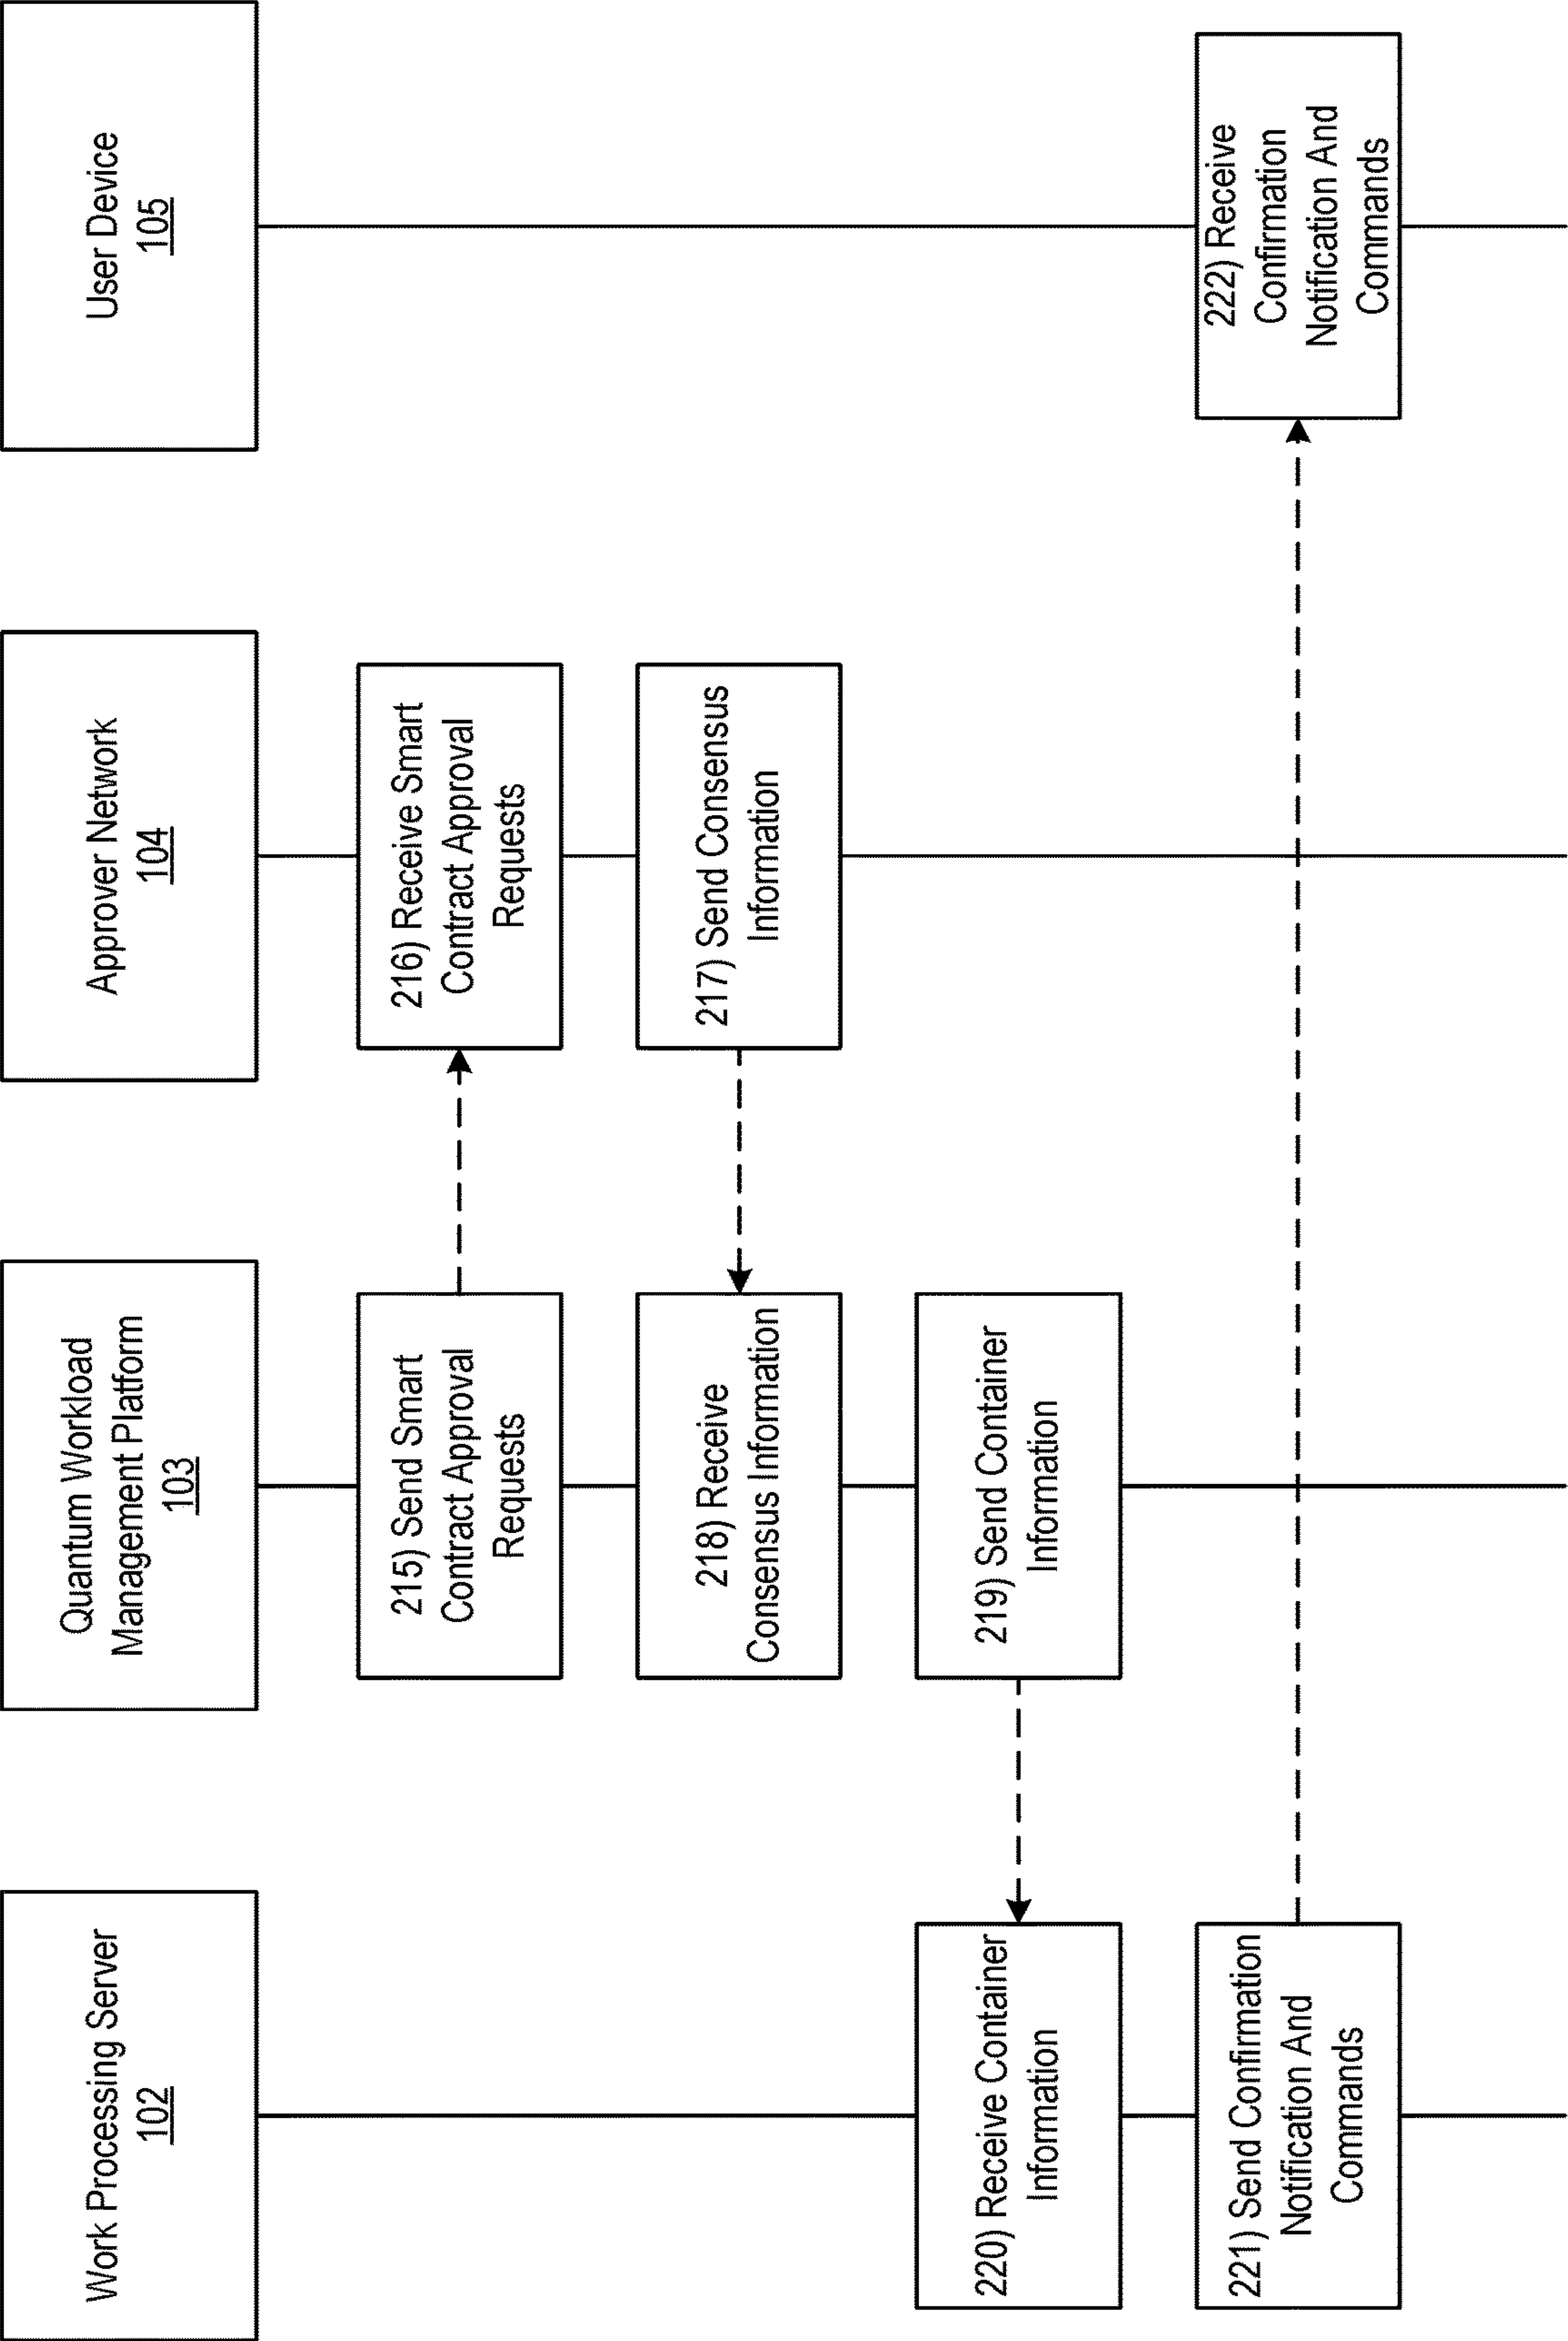 Work Processing Server
102
Quantum Workload
Management Platform
103
Approver Network
104
User Device
105
215) Send Smart
Contract Approval
Requests
216) Receive Smart
Contract Approval
Requests
218) Receive
Consensus Information
217) Send Consensus
Information
220) Receive Container
Information
219) Send Container
Information
221) Send Confirmation
Notification And
Commands
222) Receive
Confirmation
Notification And
Commands